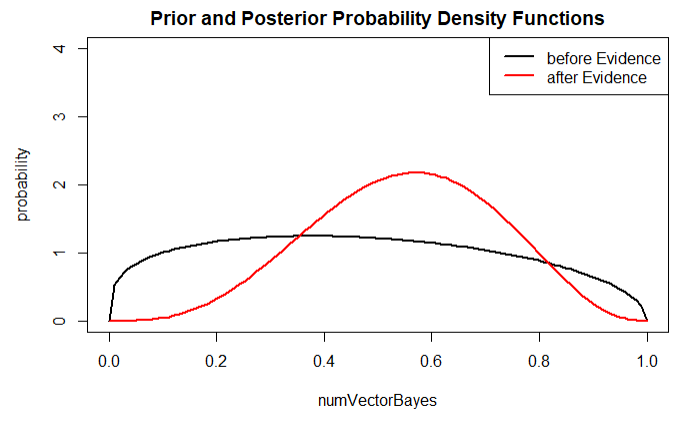 Prior and Posterior Probability Density Functions
before Evidence
after Evidence
probability
4
3
2
1
0
0.0 0.2 0.4 0.6 0.8 1.0
numVectorBayes